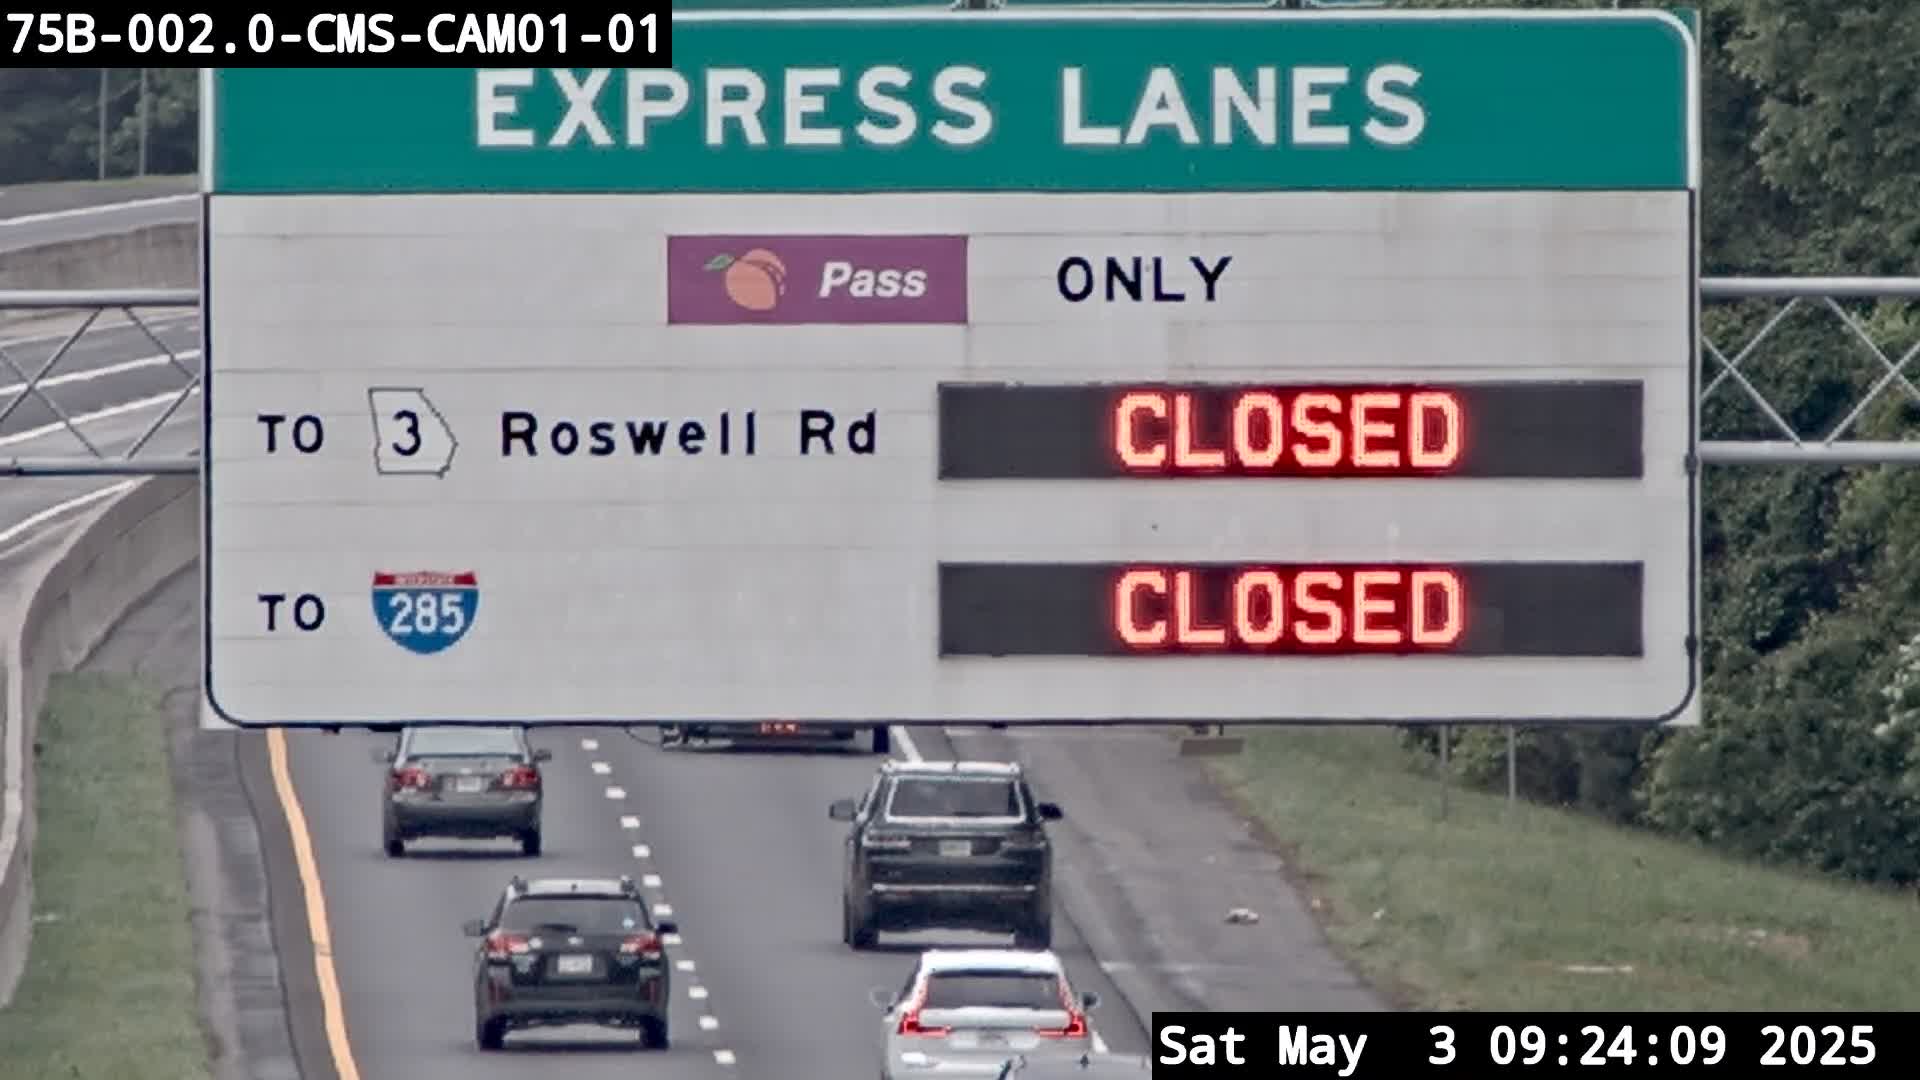 75B-002.0-CMS-CAM01-01
EXPRESS LANES
Pass ONLY
TO 3 Roswell Rd CLOSED
INTERSTATE
TO 285 CLOSED
Sat May 3 09:24:09 2025